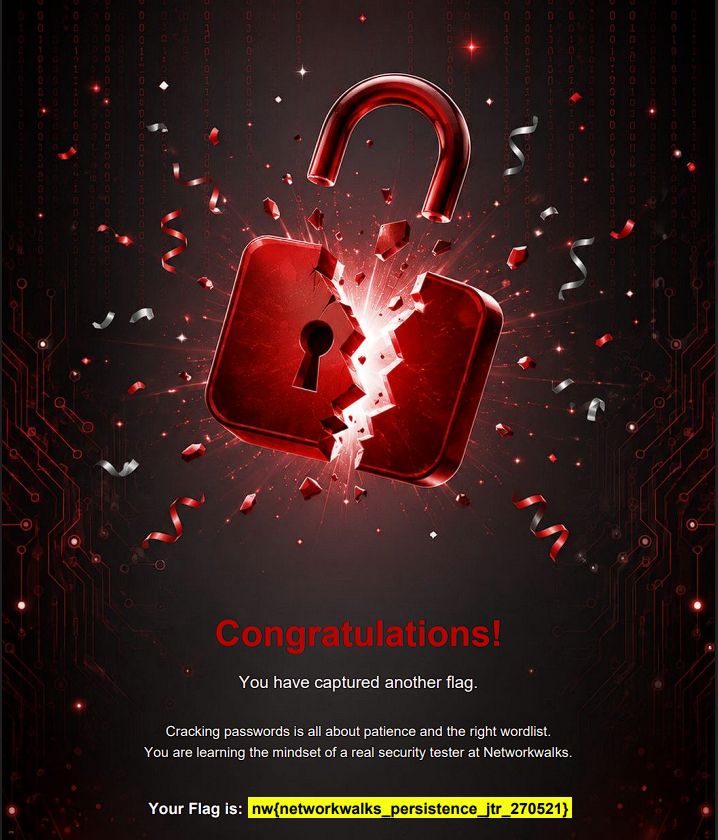 Congratulations!
You have captured another flag.
Cracking passwords is all about patience and the right wordlist.
You are learning the mindset of a real security tester at Networkwalks.
Your Flag is: nw{networkwalks_persistence_jtr_270521}